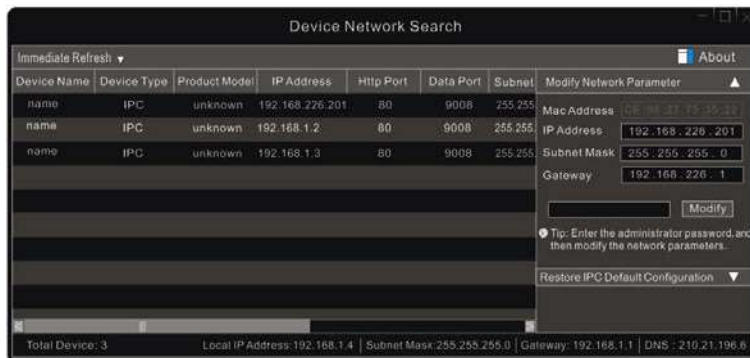 Device Network Search
Immediate Refresh ▼
About
Device Name Device Type Product Model IP Address Http Port Data Port Subnet
name IPC unknown 192.168.226.201 80 9008 255.255
name IPC unknown 192.168.1.2 80 9008 255.255.
name IPC unknown 192.168.1.3 80 9008 255.255.
Modify Network Parameter ▲
Mac Address
IP Address 192 . 168 . 226 . 201
Subnet Mask 255 . 255 . 255 . 0
Gateway 192 . 168 . 226 . 1
Modify
Tip: Enter the administrator password, and
then modify the network parameters.
Restore IPC Default Configuration ▼
Total Device: 3 Local IP Address:192.168.1.4 Subnet Mask:255.255.255.0 Gateway: 192.168.1.1 DNS : 210.21.196.6